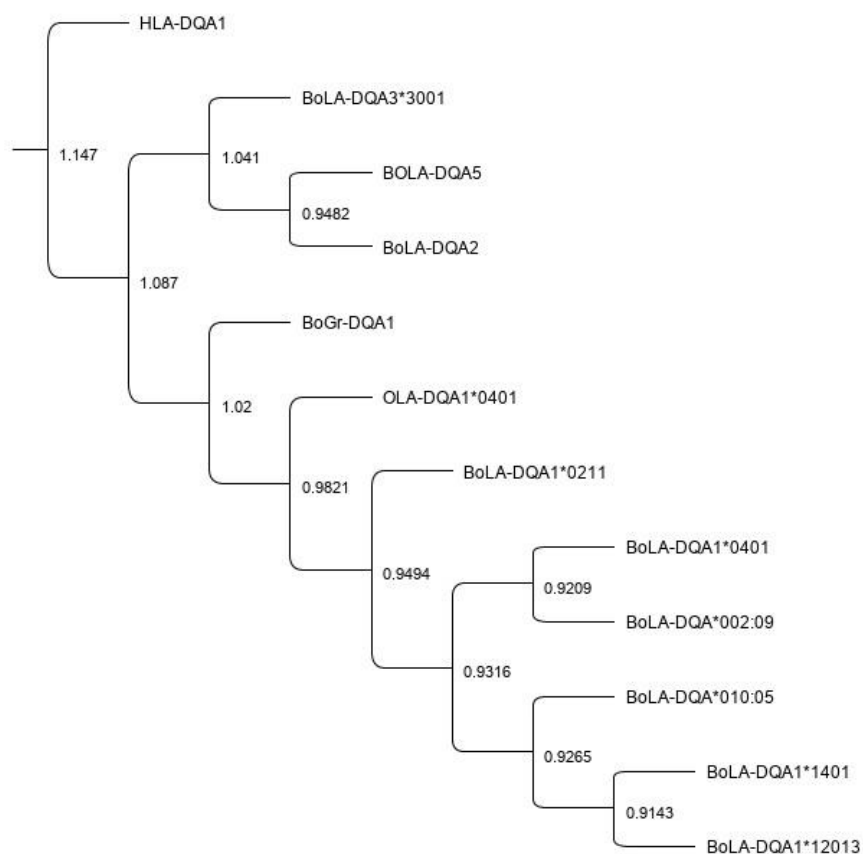 HLA-DQA1
BoLA-DQA3*3001
1.147
1.041
BOLA-DQA5
0.9482
BoLA-DQA2
1.087
BoGr-DQA1
OLA-DQA1*0401
1.02
BoLA-DQA1*0211
0.9821
BoLA-DQA1*0401
0.9494
0.9209
BoLA-DQA*002:09
0.9316
BoLA-DQA*010:05
0.9265
BoLA-DQA1*1401
0.9143
BoLA-DQA1*12013